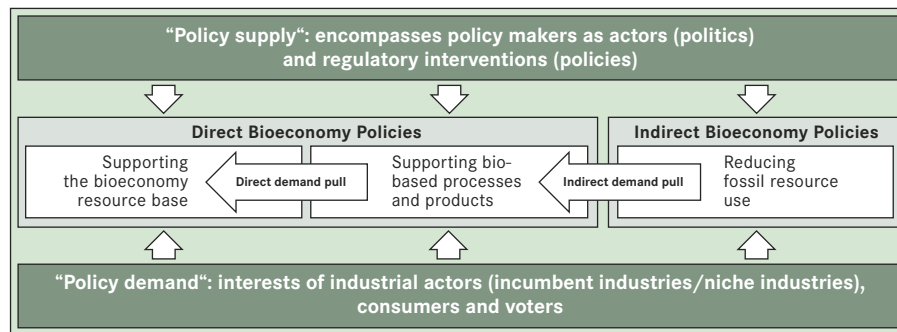 “Policy supply“: encompasses policy makers as actors (politics)
and regulatory interventions (policies)
Direct Bioeconomy Policies
Indirect Bioeconomy Policies
Supporting
the bioeconomy
resource base
Direct demand pull
Supporting bio-
based processes
and products
Indirect demand pull
Reducing
fossil resource
use
“Policy demand“: interests of industrial actors (incumbent industries/niche industries),
consumers and voters